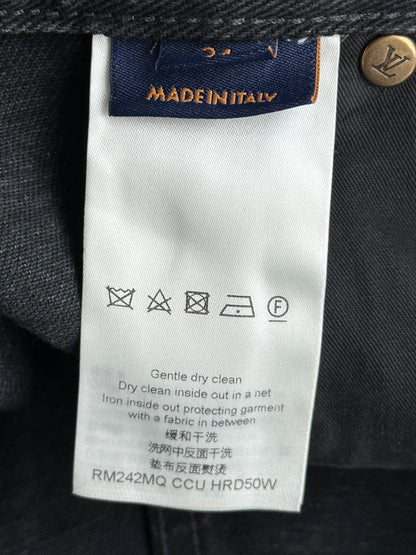 31
MADE IN ITALY
LV
F
Gentle dry clean
Dry clean inside out in a net
Iron inside out protecting garment
with a fabric in between
缓和干洗
洗网中反面干洗
垫布反面熨烫
RM242MQ CCU HRD50W